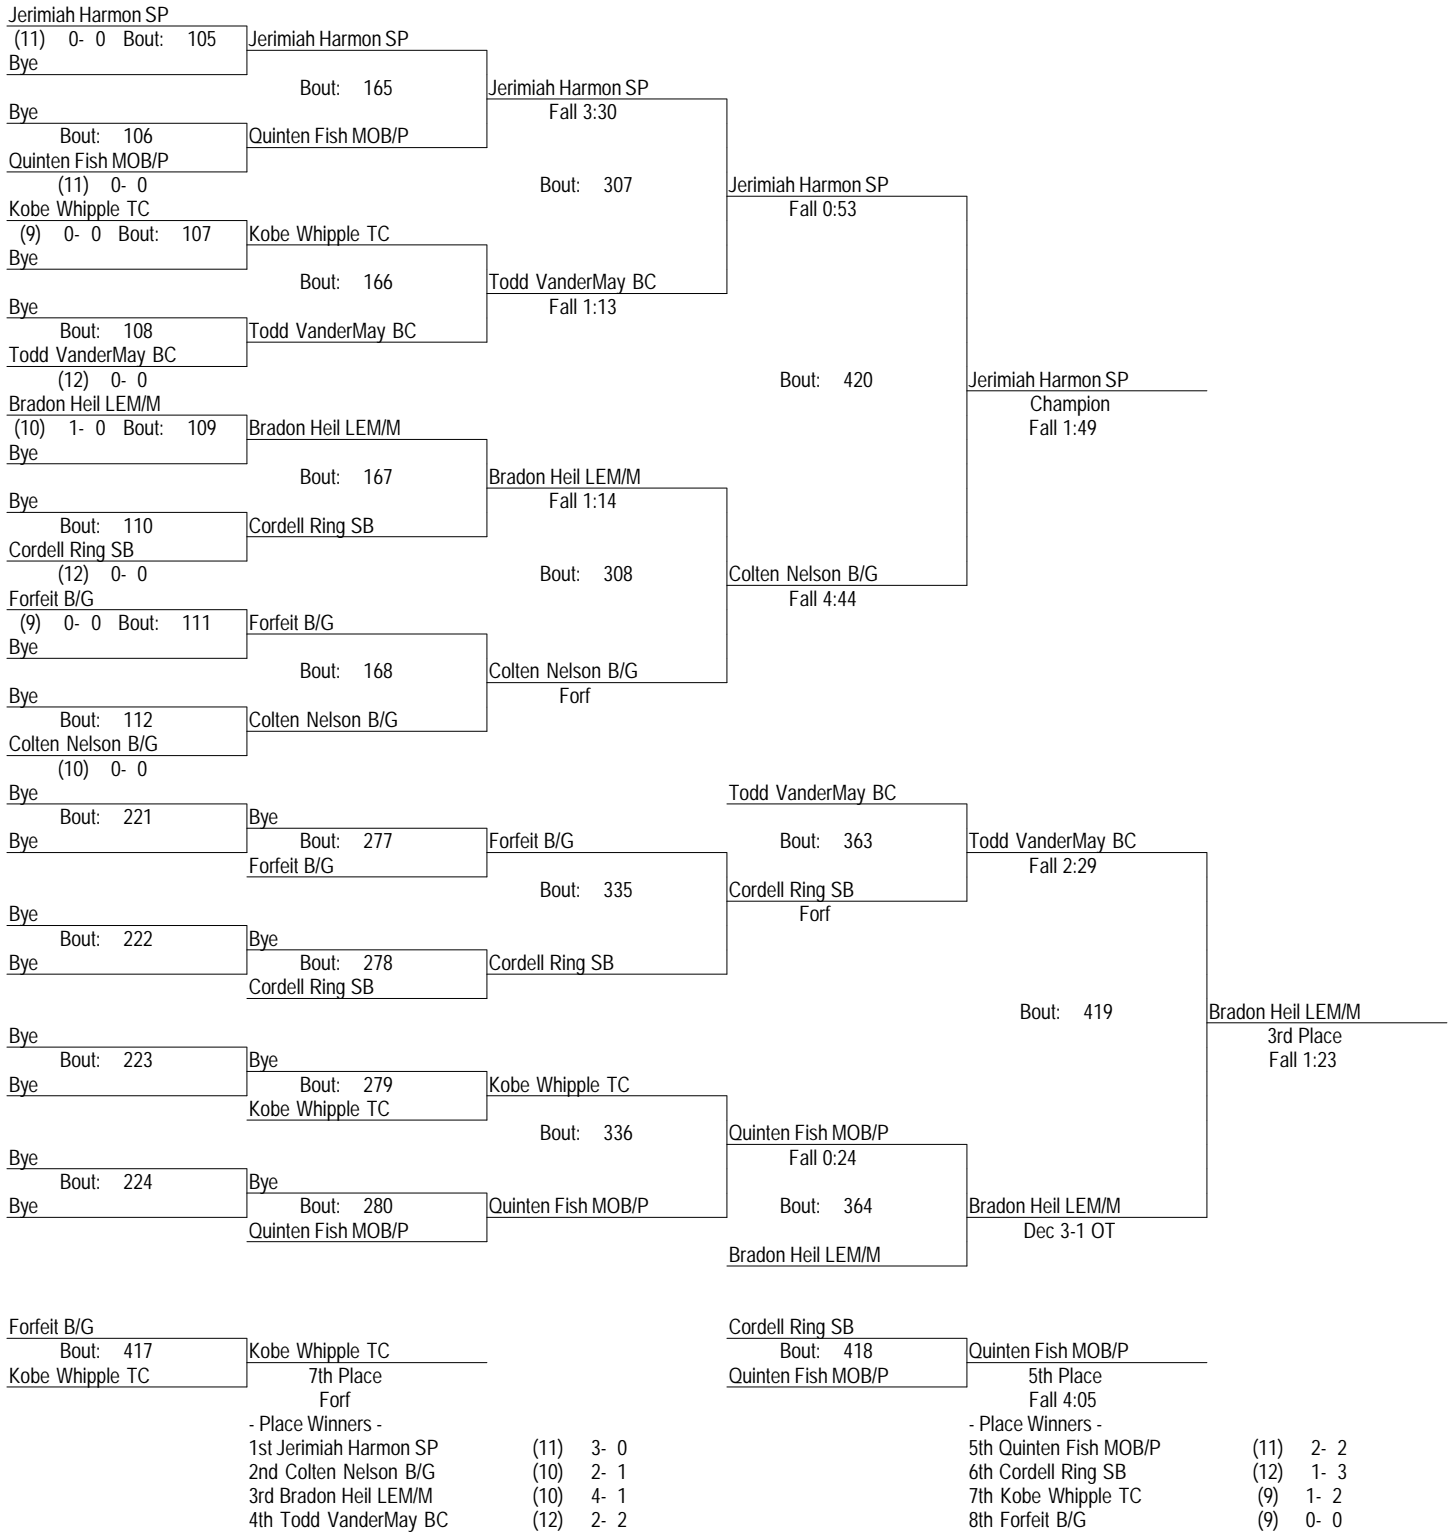 Jerimiah Harmon SP
(11) 0- 0 Bout: 105 Jerimiah Harmon SP
Bye
Bout: 165 Jerimiah Harmon SP
Bye Fall 3:30
Bout: 106 Quinten Fish MOB/P
Quinten Fish MOB/P
(11) 0- 0 Bout: 307 Jerimiah Harmon SP
Kobe Whipple TC Fall 0:53
(9) 0- 0 Bout: 107 Kobe Whipple TC
Bye
Bout: 166 Todd VanderMay BC
Bye Fall 1:13
Bout: 108 Todd VanderMay BC
Todd VanderMay BC
(12) 0- 0 Bout: 420 Jerimiah Harmon SP
Bradon Heil LEM/M Champion
(10) 1- 0 Bout: 109 Bradon Heil LEM/M Fall 1:49
Bye
Bout: 167 Bradon Heil LEM/M
Bye Fall 1:14
Bout: 110 Cordell Ring SB
Cordell Ring SB
(12) 0- 0 Bout: 308 Colten Nelson B/G
Forfeit B/G Fall 4:44
(9) 0- 0 Bout: 111 Forfeit B/G
Bye
Bout: 168 Colten Nelson B/G
Bye Forf
Bout: 112 Colten Nelson B/G
Colten Nelson B/G
(10) 0- 0
Bye Todd VanderMay BC
Bout: 221 Bye
Bye Bout: 277 Forfeit B/G Bout: 363 Todd VanderMay BC
Forfeit B/G Fall 2:29
Bout: 335 Cordell Ring SB
Bye Forf
Bout: 222 Bye
Bye Bout: 278 Cordell Ring SB
Cordell Ring SB
Bout: 419 Bradon Heil LEM/M
Bye 3rd Place
Bout: 223 Bye Fall 1:23
Bye Bout: 279 Kobe Whipple TC
Kobe Whipple TC
Bout: 336 Quinten Fish MOB/P
Bye Fall 0:24
Bout: 224 Bye
Bye Bout: 280 Quinten Fish MOB/P Bout: 364 Bradon Heil LEM/M
Quinten Fish MOB/P Dec 3-1 OT
Bradon Heil LEM/M
Forfeit B/G Cordell Ring SB
Bout: 417 Kobe Whipple TC Bout: 418 Quinten Fish MOB/P
Kobe Whipple TC 7th Place Quinten Fish MOB/P 5th Place
Forf Fall 4:05
- Place Winners - - Place Winners -
1st Jerimiah Harmon SP (11) 3- 0 5th Quinten Fish MOB/P (11) 2- 2
2nd Colten Nelson B/G (10) 2- 1 6th Cordell Ring SB (12) 1- 3
3rd Bradon Heil LEM/M (10) 4- 1 7th Kobe Whipple TC (9) 1- 2
4th Todd VanderMay BC (12) 2- 2 8th Forfeit B/G (9) 0- 0